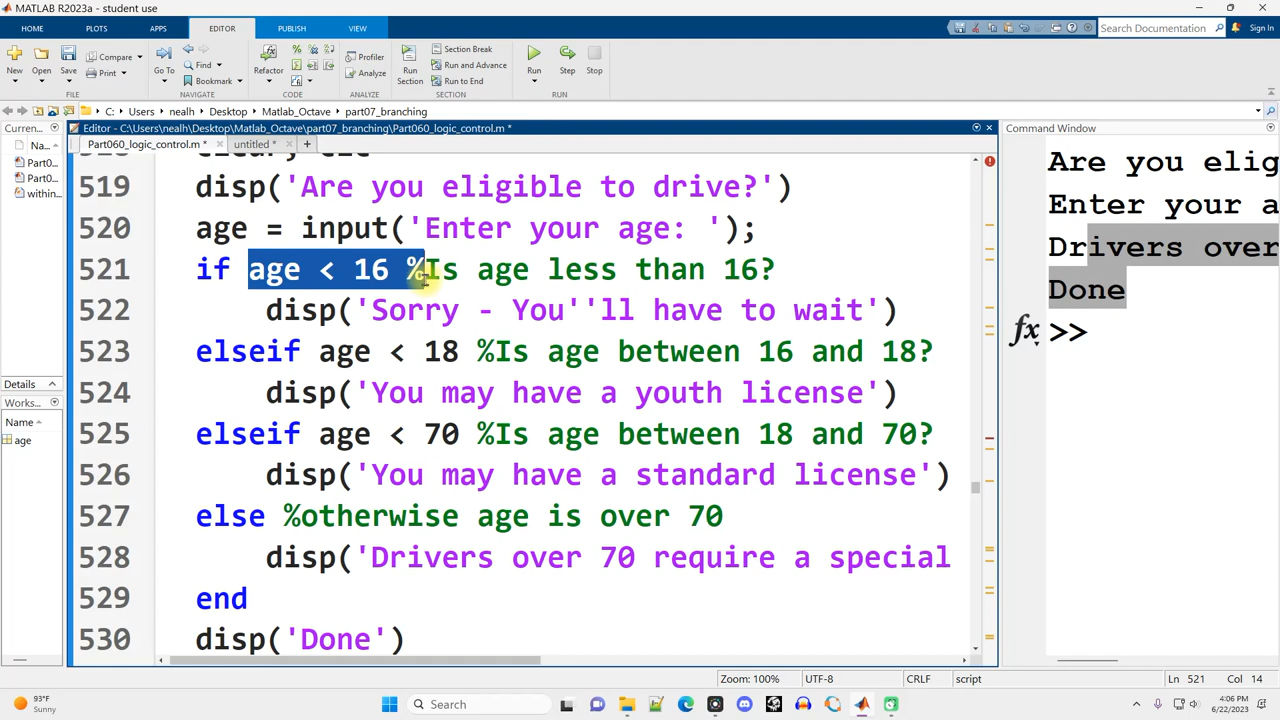 MATLAB R2023a - student use
HOME PLOTS APPS EDITOR PUBLISH VIEW
Search Documentation Sign In
New Open Save Compare Print Go To Find Bookmark Refactor Profiler Analyze Run Section Section Break Run and Advance Run to End Run Step Stop
FILE NAVIGATE CODE ANALYZE SECTION RUN
C: Users nealh Desktop Matlab_Octave part07_branching
Curren...
Na...
Part0...
Part0...
within...
Details
Works...
Name
age
Editor - C:\Users\nealh\Desktop\Matlab_Octave\part07_branching\Part060_logic_control.m *
Part060_logic_control.m * untitled * +
519 disp('Are you eligible to drive?')
520 age = input('Enter your age: ');
521 if age < 16 %Is age less than 16?
522 disp('Sorry - You''ll have to wait')
523 elseif age < 18 %Is age between 16 and 18?
524 disp('You may have a youth license')
525 elseif age < 70 %Is age between 18 and 70?
526 disp('You may have a standard license')
527 else %otherwise age is over 70
528 disp('Drivers over 70 require a special
529 end
530 disp('Done')
Command Window
Are you elig
Enter your a
Drivers over
Done
fx >>
Zoom: 100% UTF-8 CRLF script Ln 521 Col 14
93°F
Sunny
Search
4:06 PM
6/22/2023